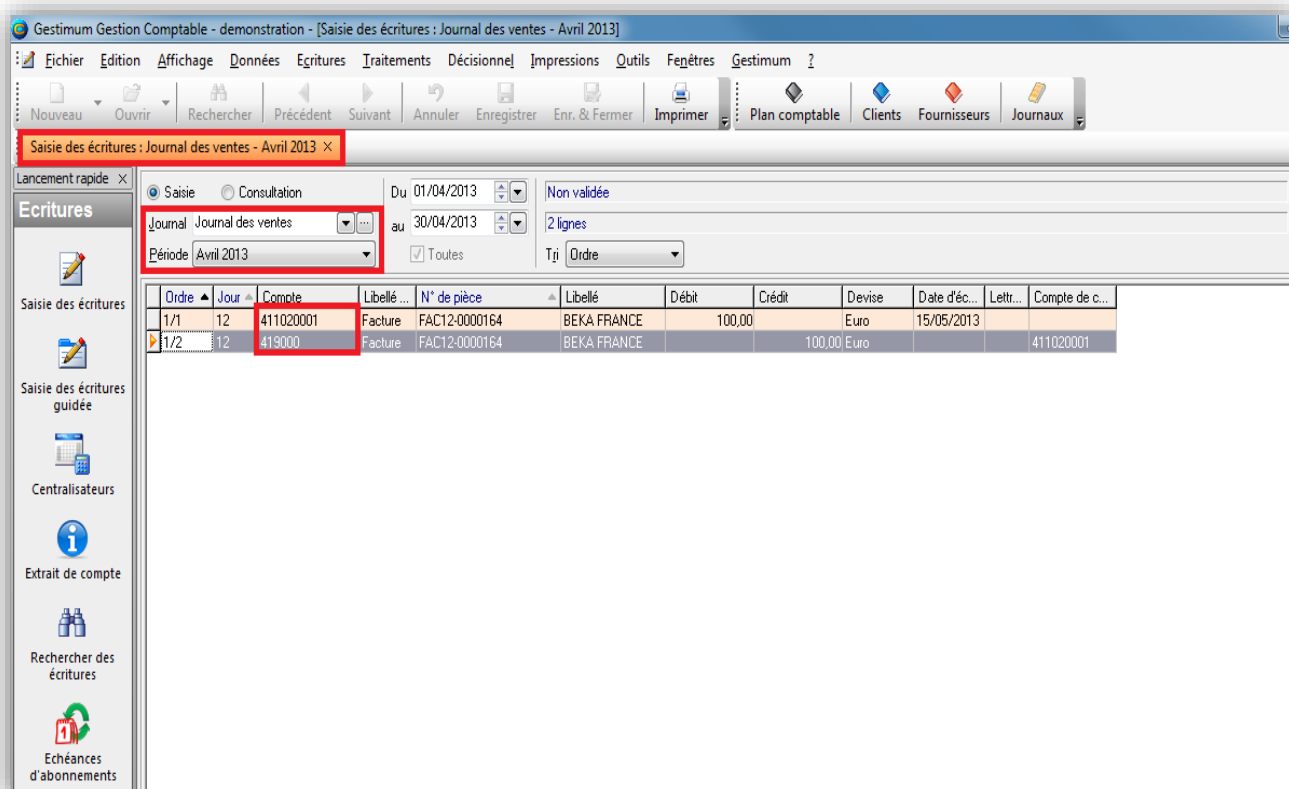 Gestimum Gestion Comptable - demonstration - [Saisie des écritures : Journal des ventes - Avril 2013]
Fichier Edition Affichage Données Ecritures Traitements Décisionnel Impressions Outils Fenêtres Gestimum ?
Nouveau Ouvrir Rechercher Précédent Suivant Annuler Enregistrer Enr. & Fermer Imprimer Plan comptable Clients Fournisseurs Journaux
Saisie des écritures : Journal des ventes - Avril 2013 ×
Lancement rapide ×
Ecritures
Saisie des écritures
Saisie des écritures
guidée
Centralisateurs
Extrait de compte
Rechercher des
écritures
1
Echéances
d'abonnements
Saisie Consultation Du 01/04/2013 Non validée
Journal Journal des ventes ... au 30/04/2013 2 lignes
Période Avril 2013 Toutes Tri Ordre
Ordre Jour Compte Libellé ... N° de pièce Libellé Débit Crédit Devise Date d'éc... Lettr... Compte de c...
1/1 12 411020001 Facture FAC12-0000164 BEKA FRANCE 100,00 Euro 15/05/2013
1/2 12 419000 Facture FAC12-0000164 BEKA FRANCE 100,00 Euro 411020001